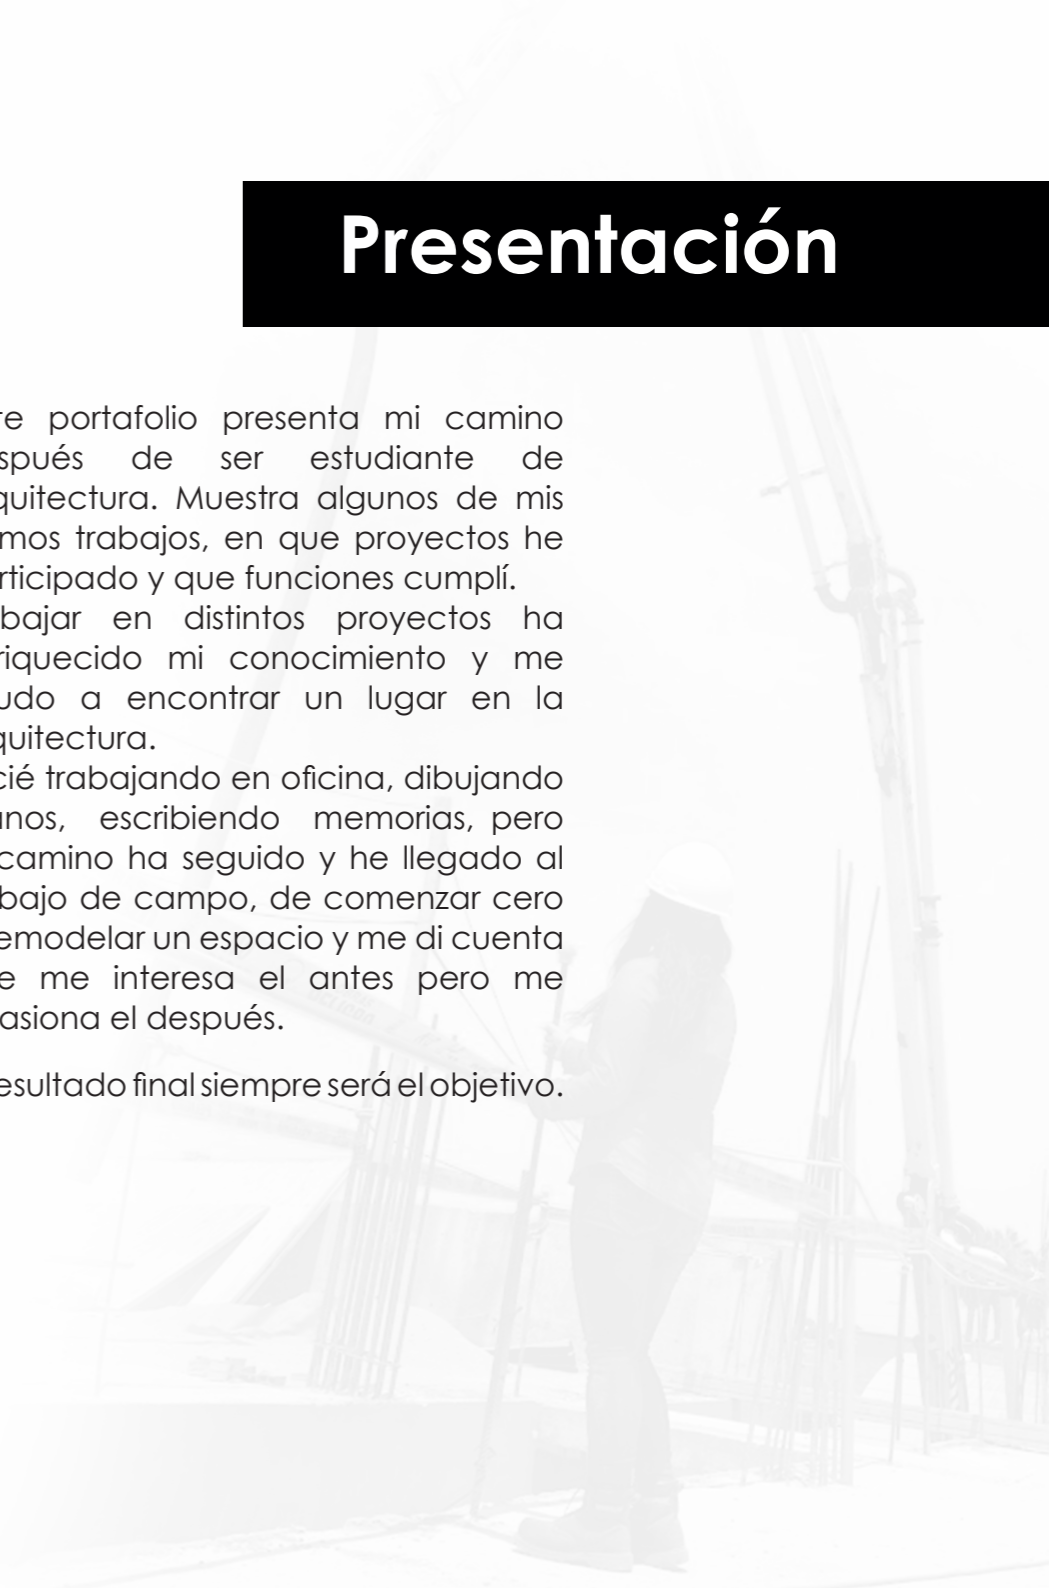 Presentación
te portafolio presenta mi camino
spués de ser estudiante de
quitectura. Muestra algunos de mis
mos trabajos, en que proyectos he
rticipado y que funciones cumplí.
bajar en distintos proyectos ha
riquecido mi conocimiento y me
udo a encontrar un lugar en la
quitectura.
cié trabajando en oficina, dibujando
anos, escribiendo memorias, pero
camino ha seguido y he llegado al
bajo de campo, de comenzar cero
emodelar un espacio y me di cuenta
e me interesa el antes pero me
asiona el después.
esultado final siempre será el objetivo.